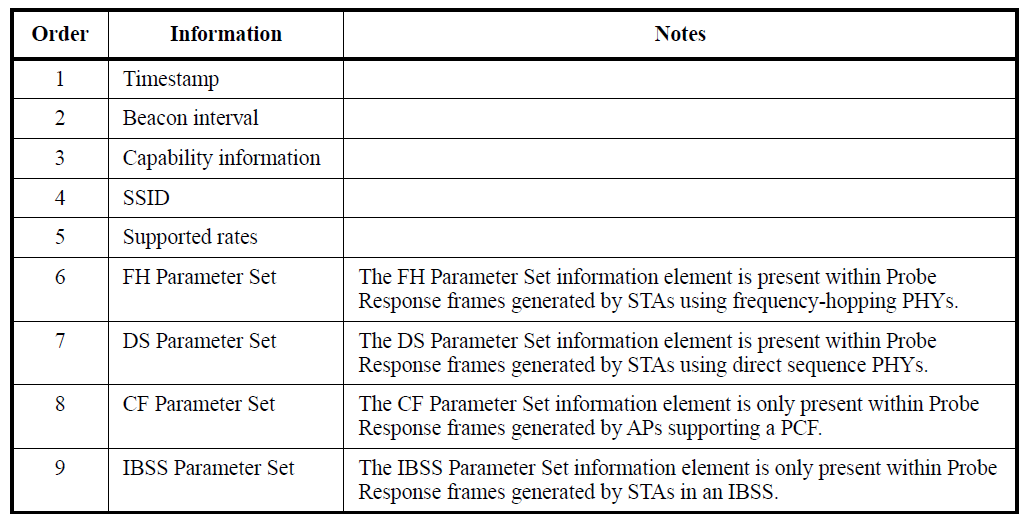 Order Information Notes
1 Timestamp
2 Beacon interval
3 Capability information
4 SSID
5 Supported rates
6 FH Parameter Set The FH Parameter Set information element is present within Probe
Response frames generated by STAs using frequency-hopping PHYs.
7 DS Parameter Set The DS Parameter Set information element is present within Probe
Response frames generated by STAs using direct sequence PHYs.
8 CF Parameter Set The CF Parameter Set information element is only present within Probe
Response frames generated by APs supporting a PCF.
9 IBSS Parameter Set The IBSS Parameter Set information element is only present within Probe
Response frames generated by STAs in an IBSS.